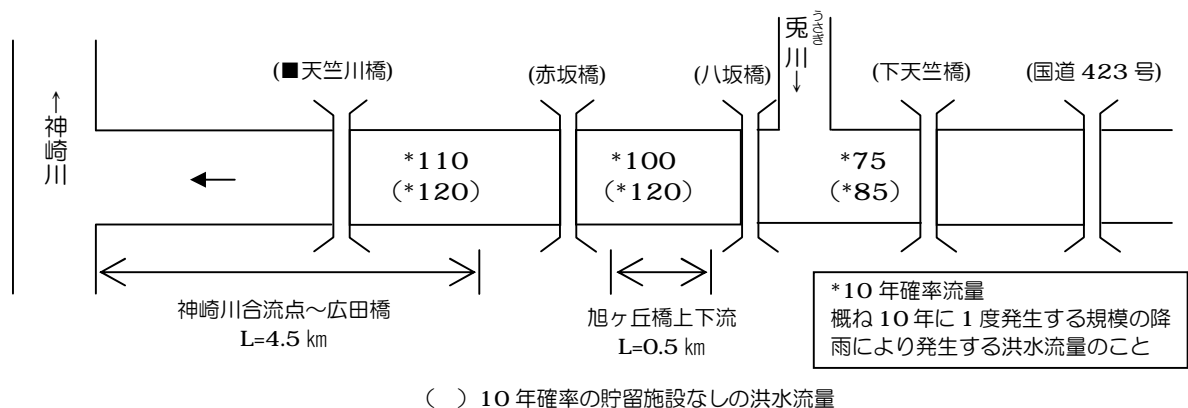 うさぎ
兎川→
(■天竺川橋)
(赤坂橋)
(八坂橋)
(下天竺橋)
(国道 423 号)
←神崎川
*110
(*120)
*100
(*120)
*75
(*85)
神崎川合流点～広田橋
L=4.5 ㎞
旭ヶ丘橋上下流
L=0.5 ㎞
*10 年確率流量
概ね 10 年に 1 度発生する規模の降
雨により発生する洪水流量のこと
（　）10 年確率の貯留施設なしの洪水流量